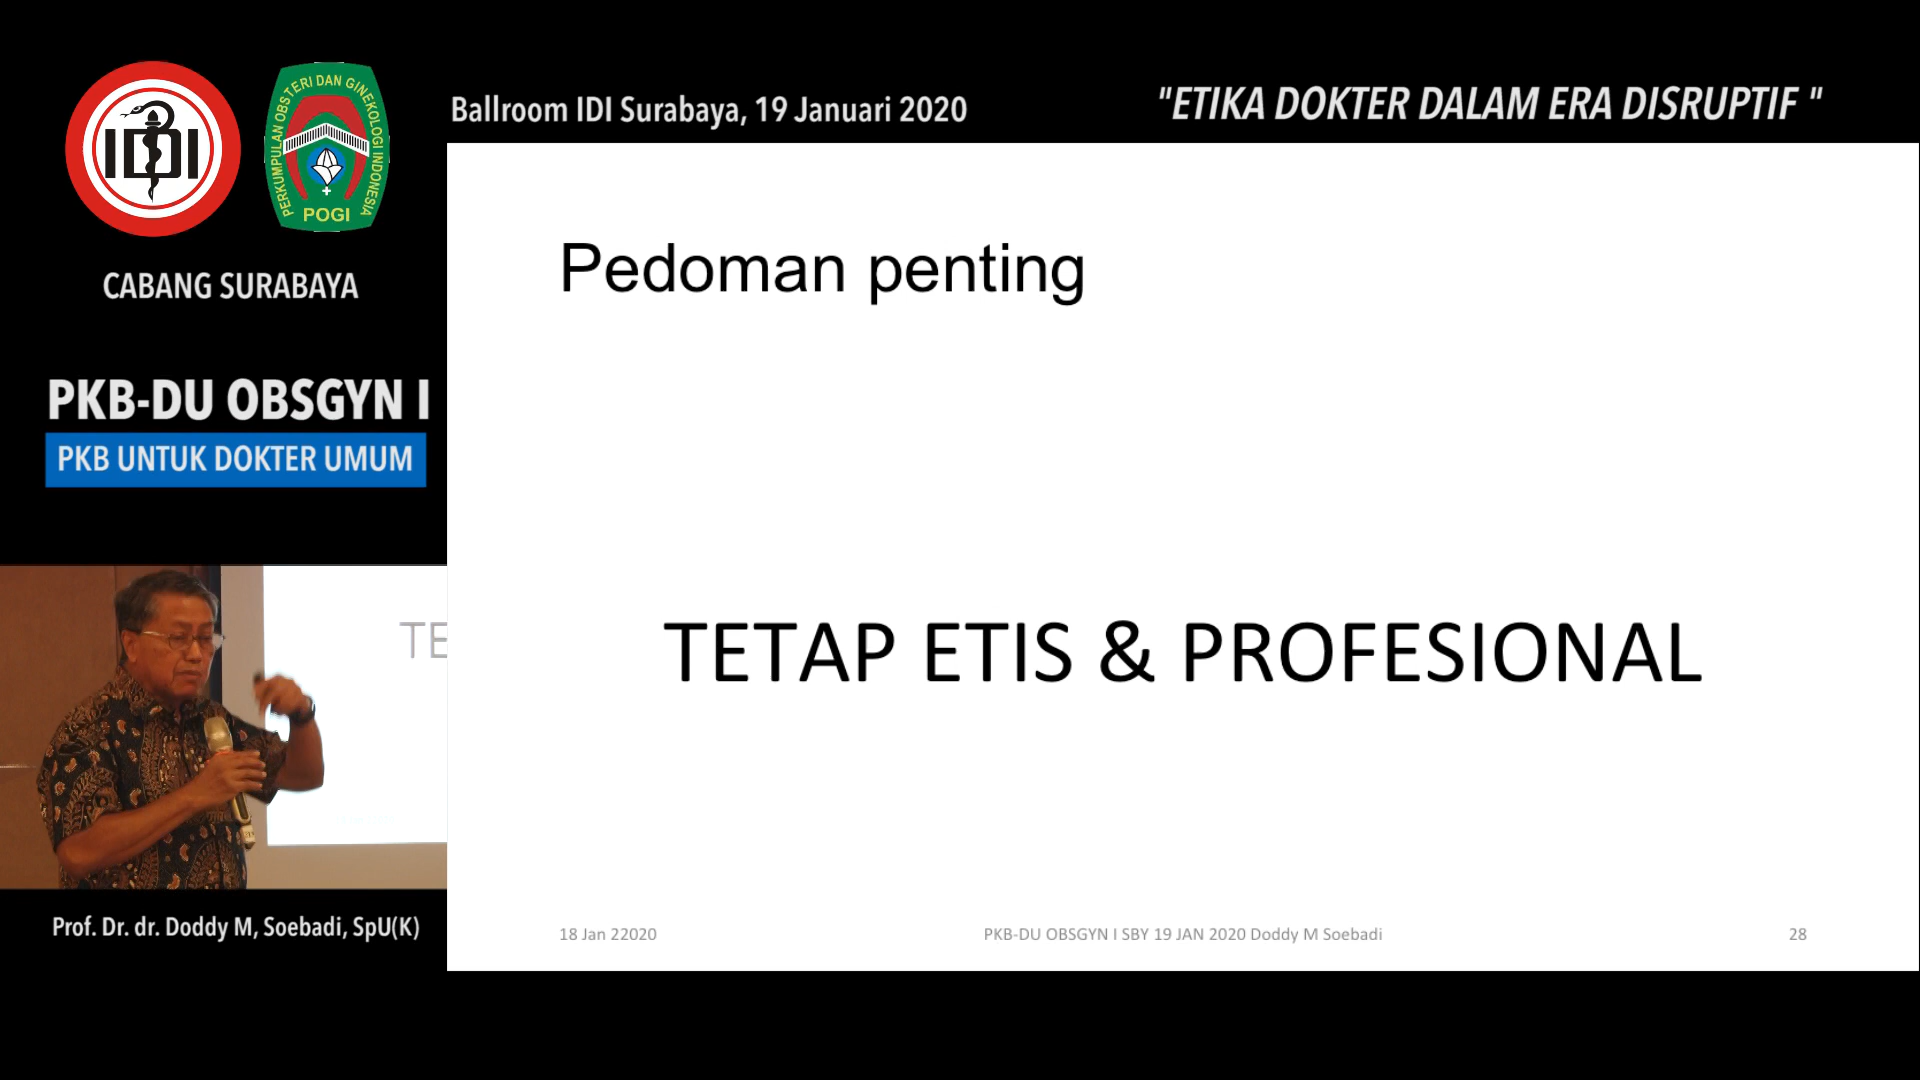 IDI
PERKUMPULAN OBSTERI DAN GINEKOLOGI INDONESIA
POGI
CABANG SURABAYA
PKB-DU OBSGYN I
PKB UNTUK DOKTER UMUM
Ballroom IDI Surabaya, 19 Januari 2020
"ETIKA DOKTER DALAM ERA DISRUPTIF "
Pedoman penting
TETAP ETIS & PROFESIONAL
18 Jan 22020
PKB-DU OBSGYN I SBY 19 JAN 2020 Doddy M Soebadi
28
TE
Prof. Dr. dr. Doddy M, Soebadi, SpU(K)